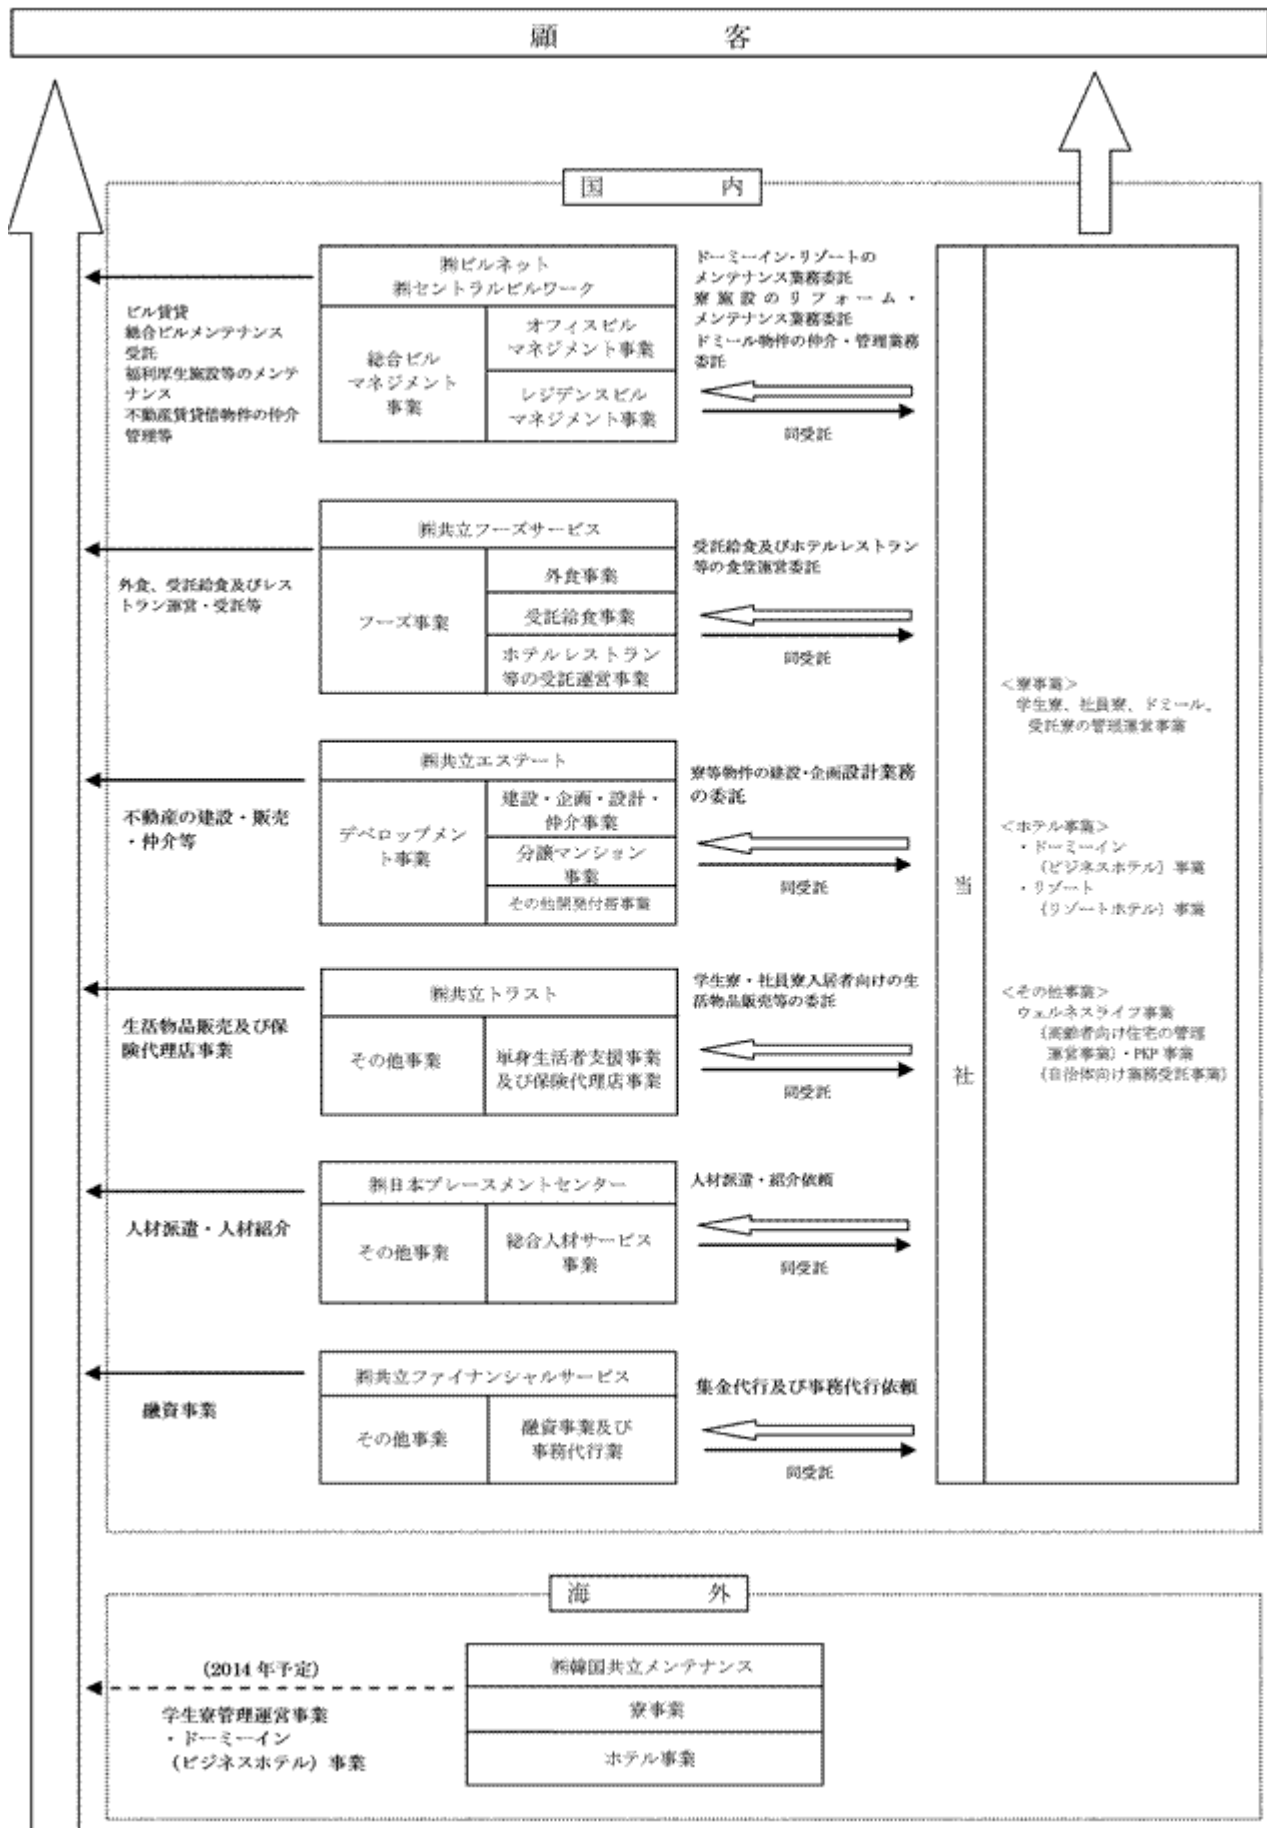 顧客
国内
㈱ビルネット
㈱セントラルビルワーク
総合ビル
マネジメント
事業
オフィスビル
マネジメント事業
レジデンスビル
マネジメント事業
ビル賃貸
総合ビルメンテナンス
受託
福利厚生施設等のメンテ
ナンス
不動産賃貸借物件の仲介
管理等
ドーミーイン・リゾートの
メンテナンス業務委託
寮施設のリフォーム・
メンテナンス業務委託
ドミール物件の仲介・管理業務
委託
同受託
㈱共立フーズサービス
フーズ事業
外食事業
受託給食事業
ホテルレストラン
等の受託運営事業
外食、受託給食及びレス
トラン運営・受託等
受託給食及びホテルレストラン
等の食堂運営委託
同受託
㈱共立エステート
デベロップメン
ト事業
建設・企画・設計・
仲介事業
分譲マンション
事業
その他開発付帯事業
不動産の建設・販売
・仲介等
寮等物件の建設・企画設計業務
の委託
同受託
㈱共立トラスト
その他事業
単身生活者支援事業
及び保険代理店事業
生活物品販売及び保
険代理店事業
学生寮・社員寮入居者向けの生
活物品販売等の委託
同受託
㈱日本プレースメントセンター
その他事業
総合人材サービス
事業
人材派遣・人材紹介
人材派遣・紹介依頼
同受託
㈱共立ファイナンシャルサービス
その他事業
融資事業及び
事務代行業
融資事業
集金代行及び事務代行依頼
同受託
当社
＜寮事業＞
学生寮、社員寮、ドミール、
受託寮の管理運営事業
＜ホテル事業＞
・ドーミーイン
（ビジネスホテル）事業
・リゾート
（リゾートホテル）事業
＜その他事業＞
ウェルネスライフ事業
（高齢者向け住宅の管理
運営事業）・PKP 事業
（自治体向け業務受託事業）
海外
㈱韓国共立メンテナンス
寮事業
ホテル事業
（2014 年予定）
学生寮管理運営事業
・ドーミーイン
（ビジネスホテル）事業